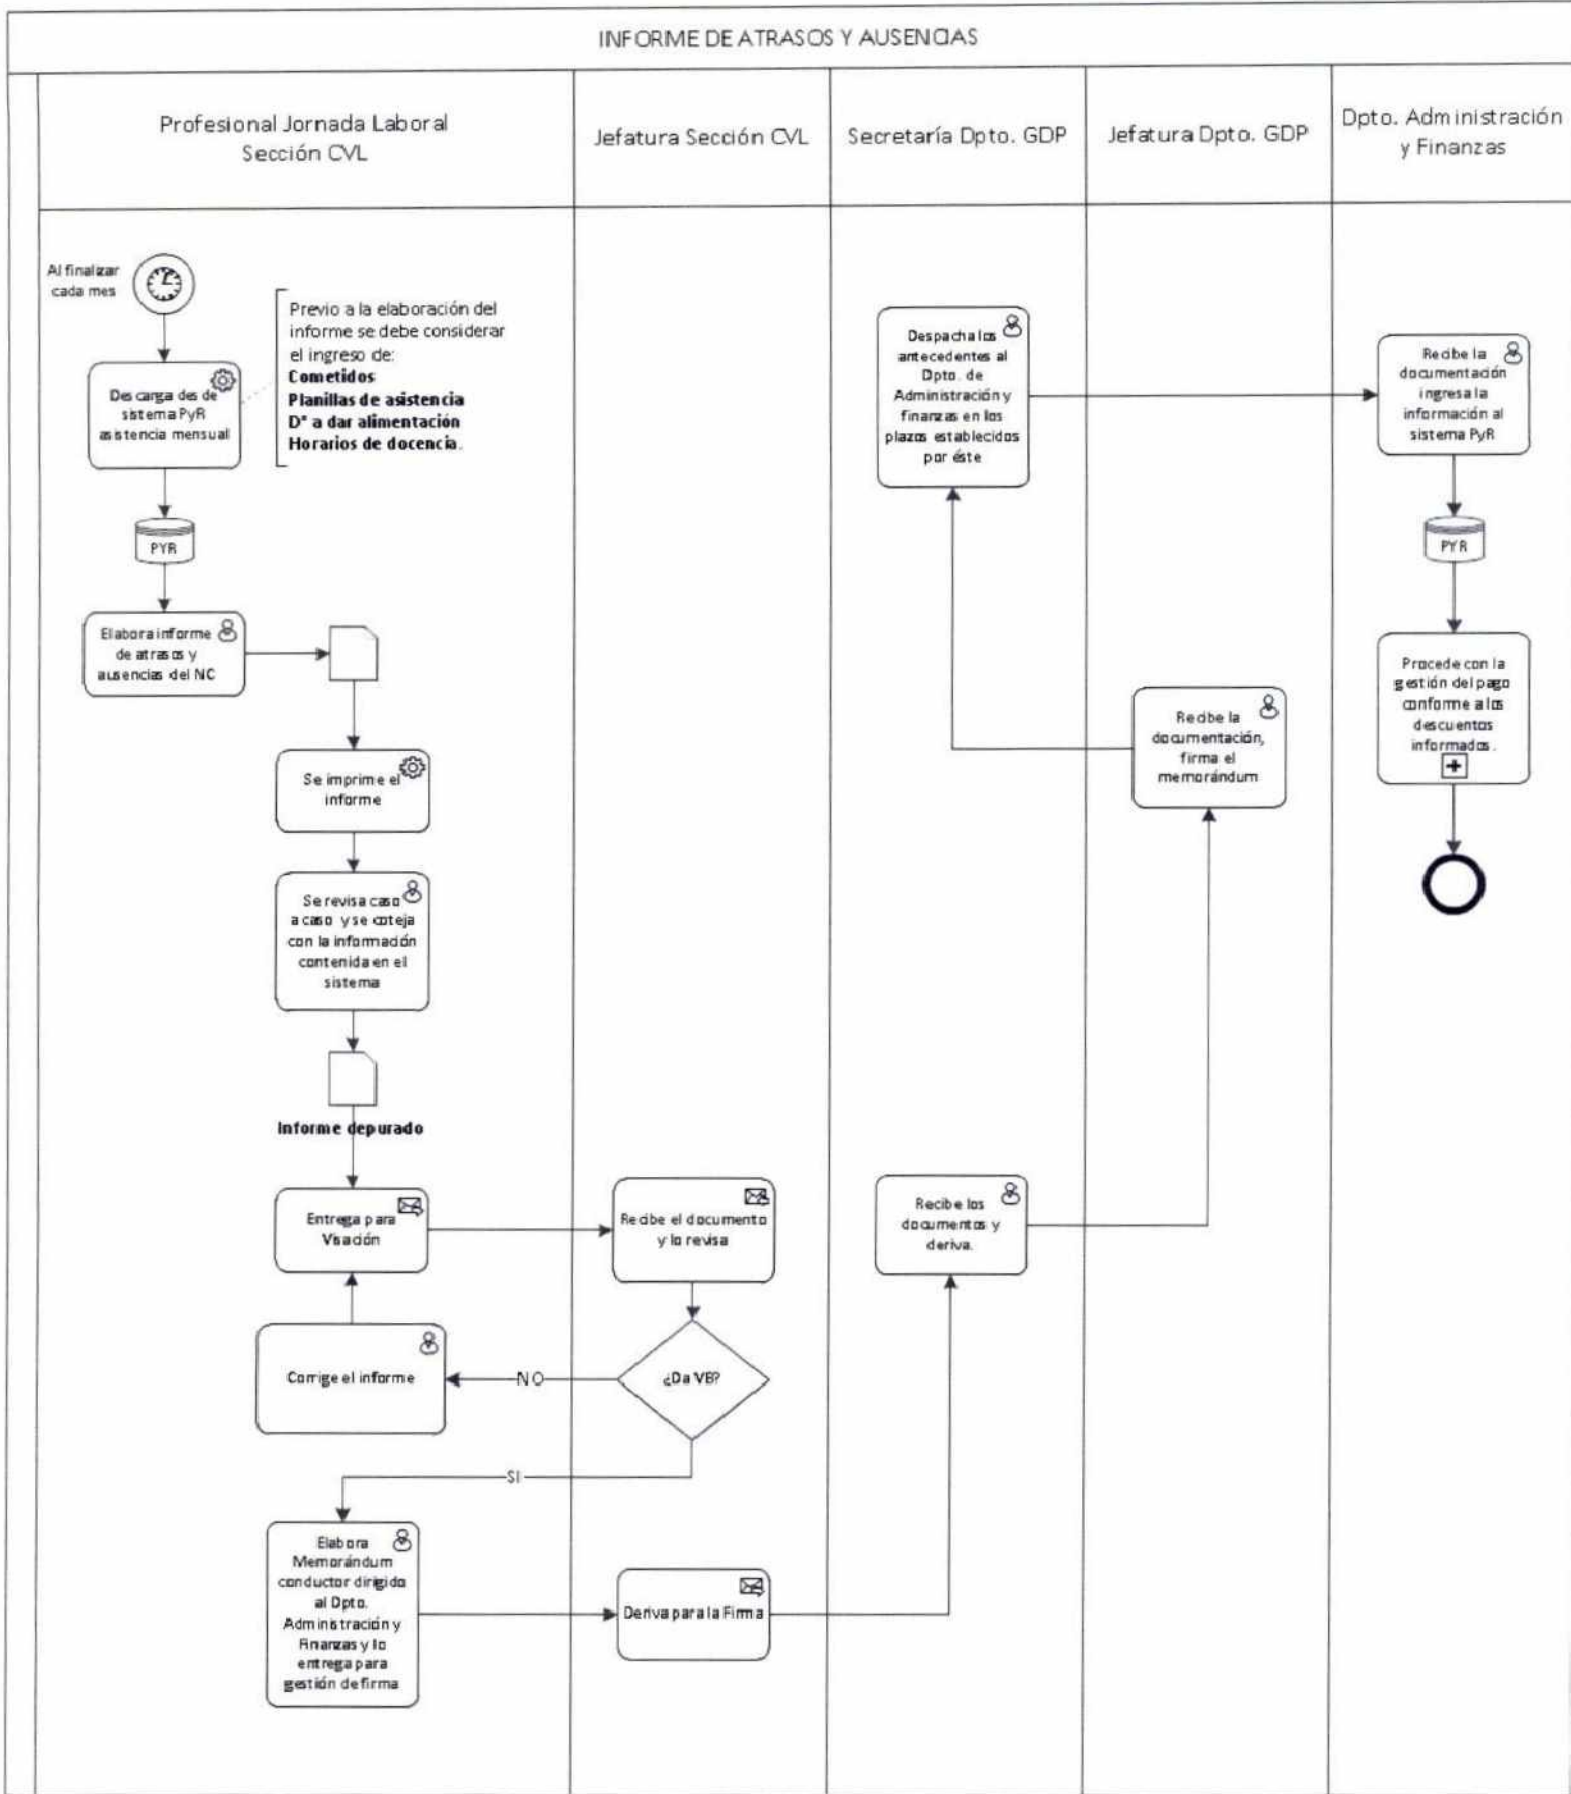 INFORME DE ATRASOS Y AUSENCIAS
Profesional Jornada Laboral
Sección CVL
Jefatura Sección CVL
Secretaría Dpto. GDP
Jefatura Dpto. GDP
Dpto. Administración
y Finanzas
Al finalizar
cada mes
Previo a la elaboración del
informe se debe considerar
el ingreso de:
Cometidos
Planillas de asistencia
D° a dar alimentación
Horarios de docencia.
Descarga desde
sistema PyR
asistencia mensual
PYR
Elabora informe
de atrasos y
ausencias del NC
Se imprime el
informe
Se revisa caso
a caso y se coteja
con la información
contenida en el
sistema
Informe depurado
Entrega para
Visación
Recibe el documento
y lo revisa
Corrige el informe
NO
¿Da VB?
SI
Elabora
Memorándum
conductor dirigido
al Dpto.
Administración y
Finanzas y lo
entrega para
gestión de firma
Deriva para la Firma
Recibe los
documentos y
deriva.
Recibe la
documentación,
firma el
memorándum
Despacha los
antecedentes al
Dpto. de
Administración y
finanzas en los
plazos establecidos
por éste
Recibe la
documentación
ingresa la
información al
sistema PyR
PYR
Procede con la
gestión del pago
conforme a los
descuentos
informados.